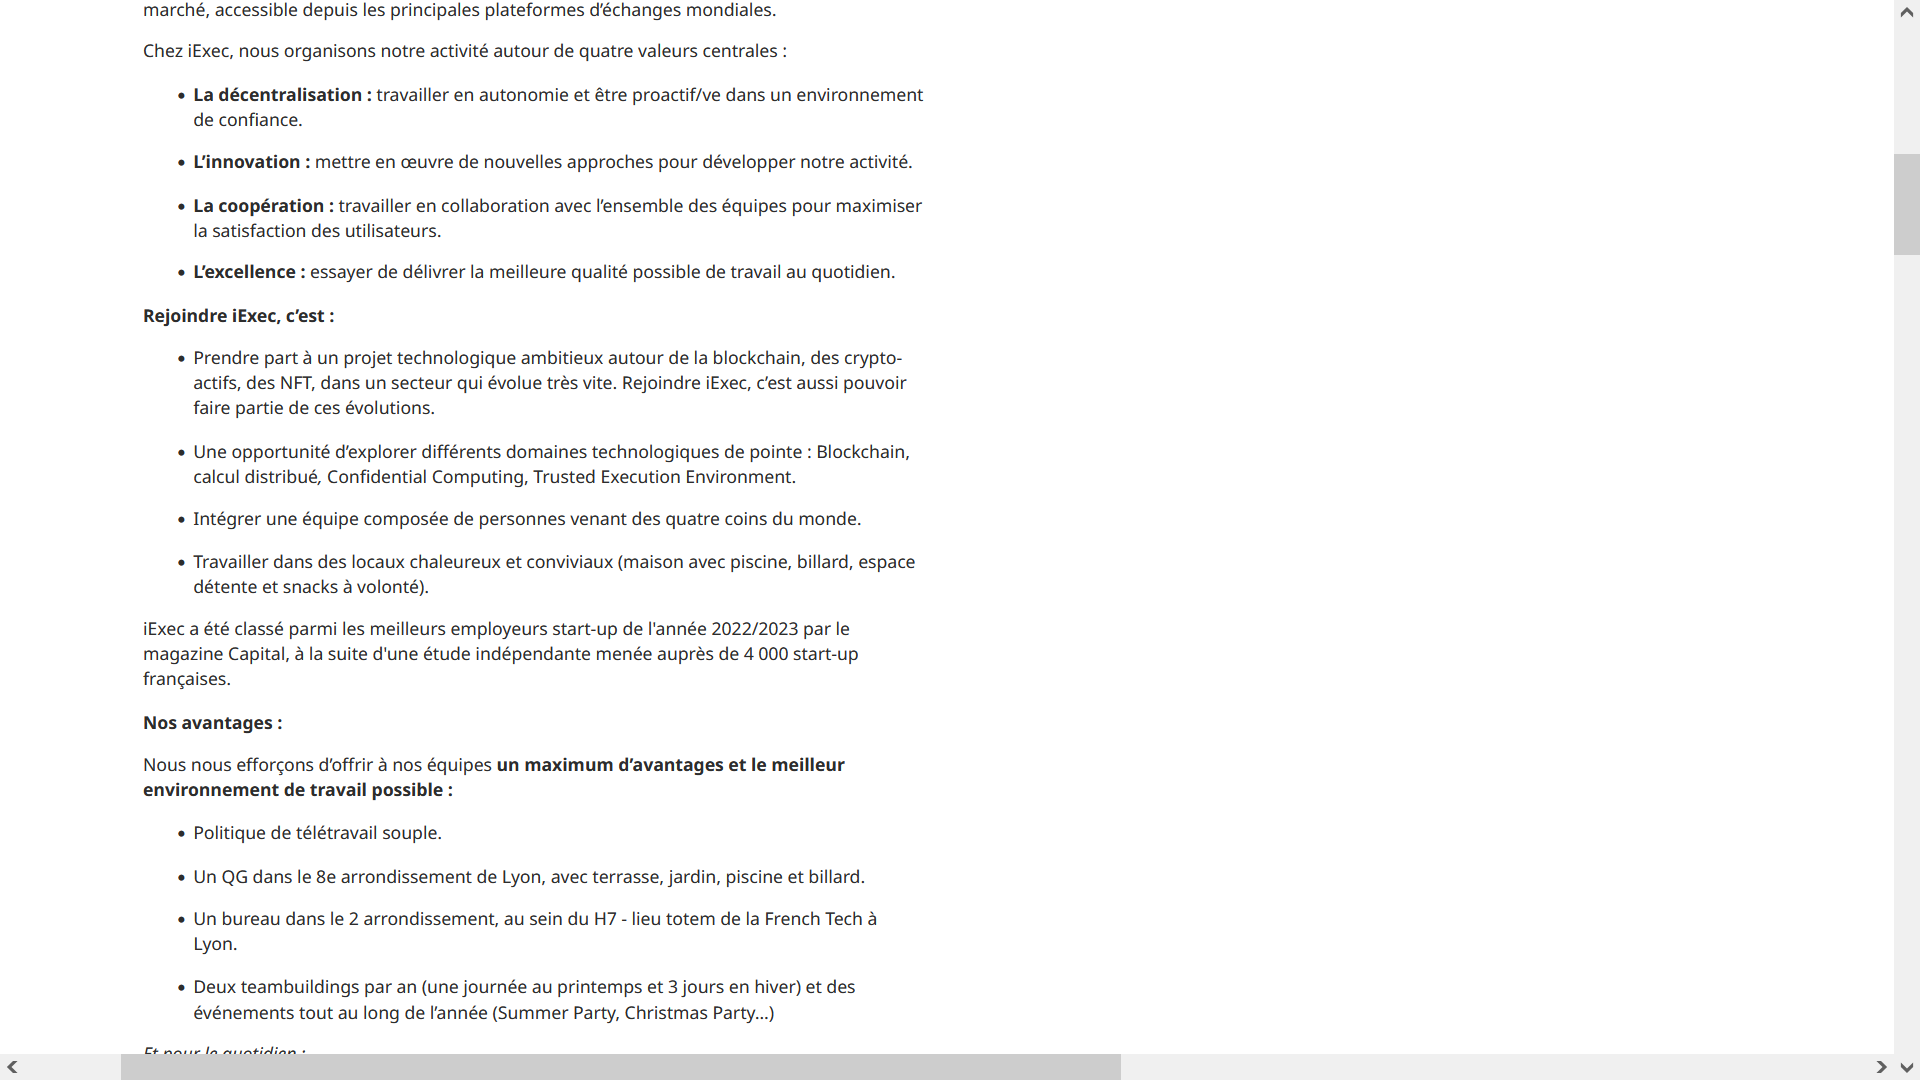 marché, accessible depuis les principales plateformes d’échanges mondiales.
Chez iExec, nous organisons notre activité autour de quatre valeurs centrales :
• La décentralisation : travailler en autonomie et être proactif/ve dans un environnement
de confiance.
• L’innovation : mettre en œuvre de nouvelles approches pour développer notre activité.
• La coopération : travailler en collaboration avec l’ensemble des équipes pour maximiser
la satisfaction des utilisateurs.
• L’excellence : essayer de délivrer la meilleure qualité possible de travail au quotidien.
Rejoindre iExec, c’est :
• Prendre part à un projet technologique ambitieux autour de la blockchain, des crypto-
actifs, des NFT, dans un secteur qui évolue très vite. Rejoindre iExec, c’est aussi pouvoir
faire partie de ces évolutions.
• Une opportunité d’explorer différents domaines technologiques de pointe : Blockchain,
calcul distribué, Confidential Computing, Trusted Execution Environment.
• Intégrer une équipe composée de personnes venant des quatre coins du monde.
• Travailler dans des locaux chaleureux et conviviaux (maison avec piscine, billard, espace
détente et snacks à volonté).
iExec a été classé parmi les meilleurs employeurs start-up de l'année 2022/2023 par le
magazine Capital, à la suite d'une étude indépendante menée auprès de 4 000 start-up
françaises.
Nos avantages :
Nous nous efforçons d’offrir à nos équipes un maximum d’avantages et le meilleur
environnement de travail possible :
• Politique de télétravail souple.
• Un QG dans le 8e arrondissement de Lyon, avec terrasse, jardin, piscine et billard.
• Un bureau dans le 2 arrondissement, au sein du H7 - lieu totem de la French Tech à
Lyon.
• Deux teambuildings par an (une journée au printemps et 3 jours en hiver) et des
événements tout au long de l’année (Summer Party, Christmas Party…)
Et pour le quotidien :